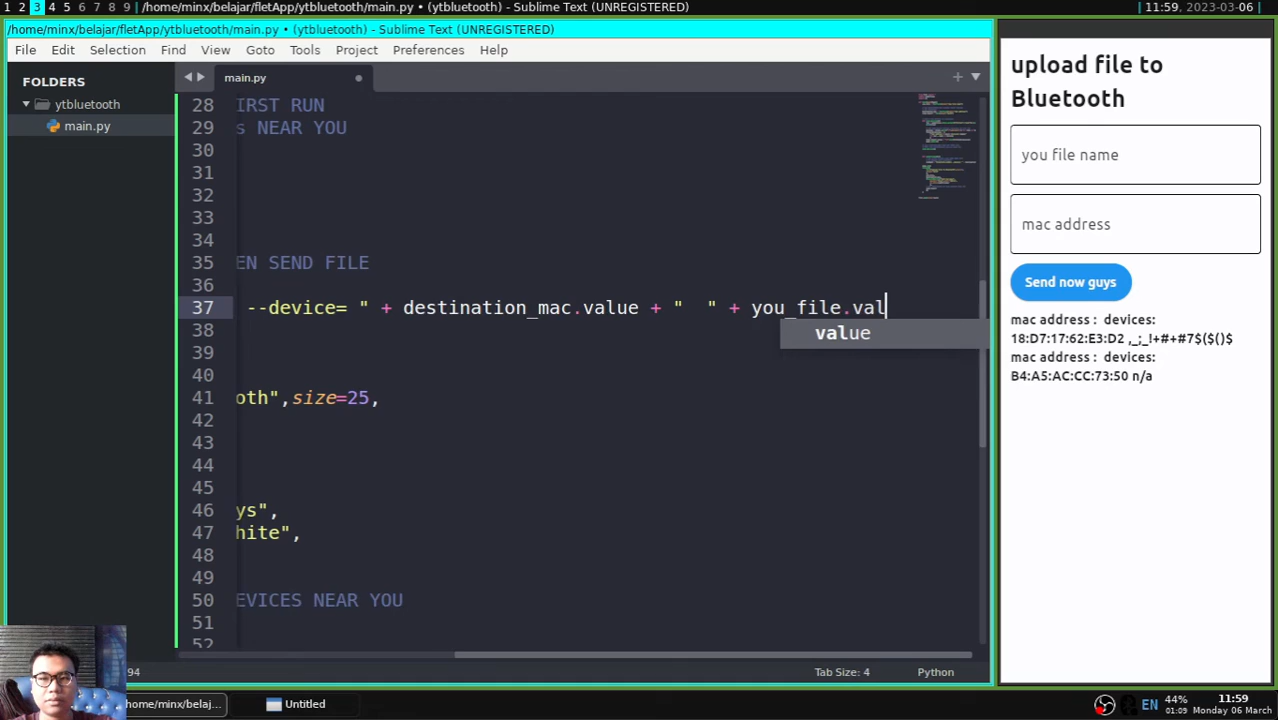 1 2 3 4 5 6 7 8 9 /home/minx/belajar/fletApp/ytbluetooth/main.py • (ytbluetooth) - Sublime Text (UNREGISTERED) 11:59. 2023-03-06
/home/minx/belajar/fletApp/ytbluetooth/main.py • (ytbluetooth) - Sublime Text (UNREGISTERED)
File Edit Selection View Find Goto Tools Project Preferences Help
FOLDERS
ytbluetooth
main.py
main.py
28 IRST RUN
29 s NEAR YOU
30
31
32
33
34
35 EN SEND FILE
36
37 --device= " + destination_mac.value + "  " + you_file.val
value
38
39
40
41 oth",size=25,
42
43
44
45
46 ys",
47 hite",
48
49
50 EVICES NEAR YOU
51
52
94 Tab Size: 4 Python
upload file to
Bluetooth
you file name
mac address
Send now guys
mac address :  devices:
18:D7:17:62:E3:D2 ,_;_!+#+#7$($()$
mac address :  devices:
B4:A5:AC:CC:73:50 n/a
/home/minx/belaj... Untitled EN 44% 01:09 11:59 Monday 06 March